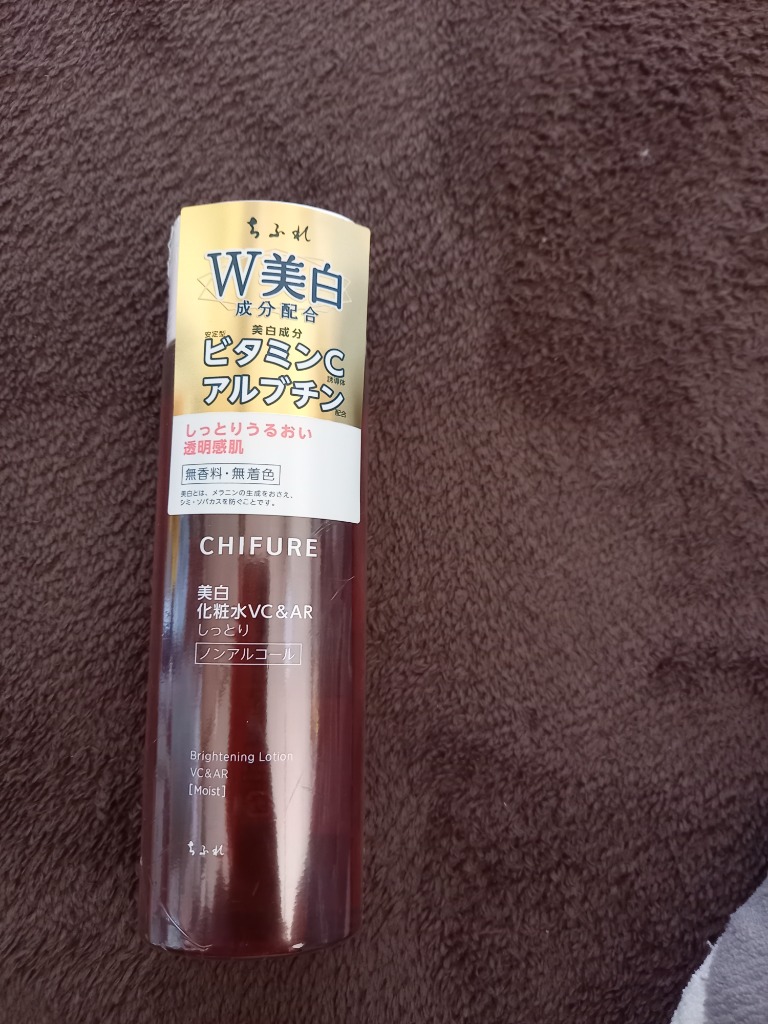 ちふれ
W美白
成分配合
美白成分
安定型
ビタミンC
誘導体
アルブチン
配合
しっとりうるおい
透明感肌
無香料・無着色
美白とは、メラニンの生成をおさえ、
シミ・ソバカスを防ぐことです。
CHIFURE
美白
化粧水VC&AR
しっとり
ノンアルコール
Brightening Lotion
VC&AR
[Moist]
ちふれ